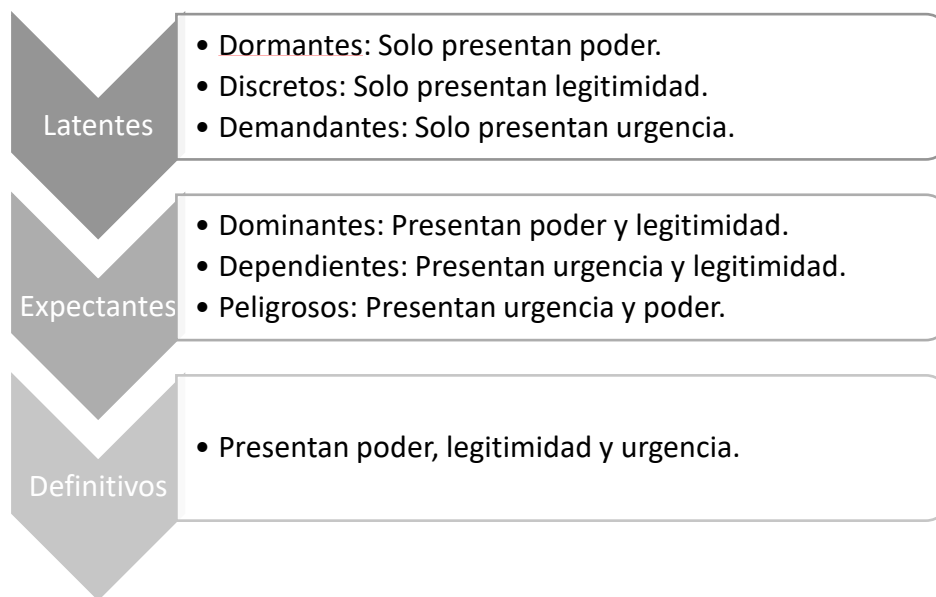 Latentes
• Dormantes: Solo presentan poder.
• Discretos: Solo presentan legitimidad.
• Demandantes: Solo presentan urgencia.
Expectantes
• Dominantes: Presentan poder y legitimidad.
• Dependientes: Presentan urgencia y legitimidad.
• Peligrosos: Presentan urgencia y poder.
Definitivos
• Presentan poder, legitimidad y urgencia.